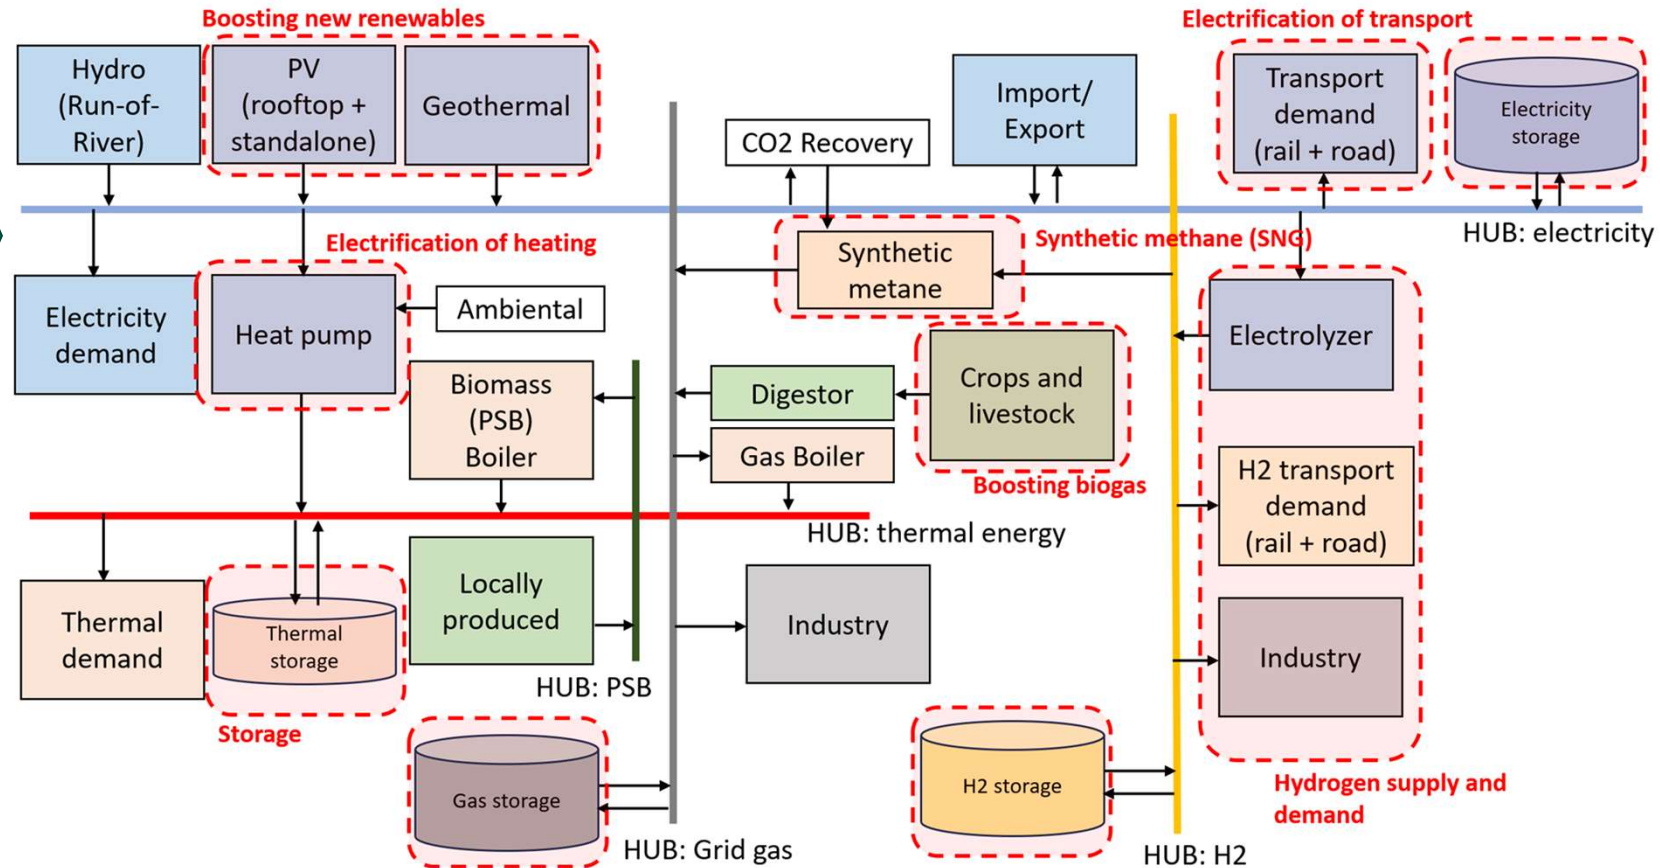 Boosting new renewables
Electrification of transport
Hydro
(Run-of-
River)
PV
(rooftop +
standalone)
Geothermal
CO2 Recovery
Import/
Export
Transport
demand
(rail + road)
Electricity
storage
HUB: electricity
Electrification of heating
Synthetic methane (SNG)
Synthetic
metane
Electricity
demand
Heat pump
Ambiental
Electrolyzer
Biomass
(PSB)
Boiler
Digestor
Crops and
livestock
Gas Boiler
Boosting biogas
H2 transport
demand
(rail + road)
HUB: thermal energy
Thermal
demand
Thermal
storage
Locally
produced
Industry
Industry
HUB: PSB
Storage
Gas storage
H2 storage
Hydrogen supply and
demand
HUB: Grid gas
HUB: H2